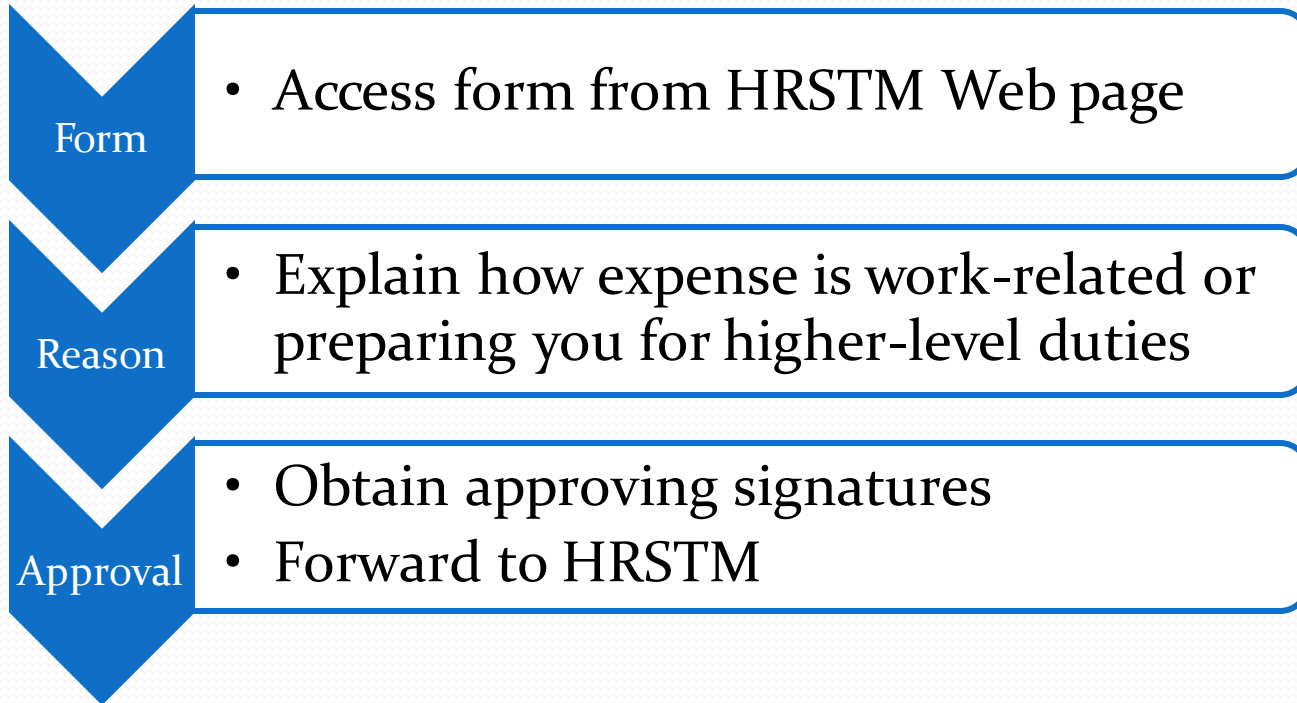 Form
• Access form from HRSTM Web page
Reason
• Explain how expense is work-related or
preparing you for higher-level duties
Approval
• Obtain approving signatures
• Forward to HRSTM